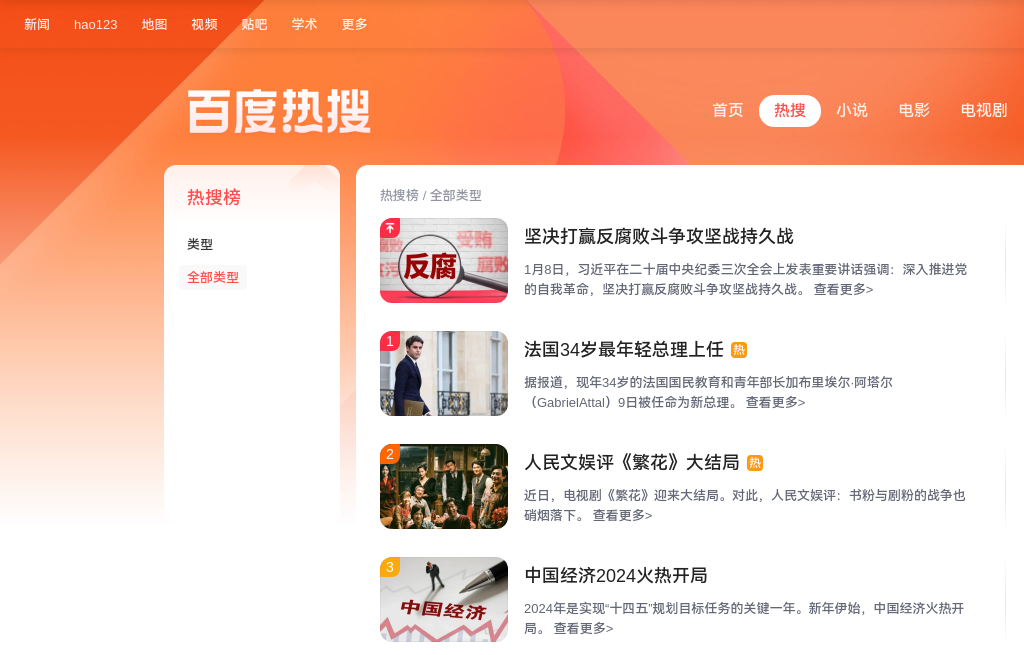 新闻 hao123 地图 视频 贴吧 学术 更多
百度热搜
首页 热搜 小说 电影 电视剧
热搜榜
类型
全部类型
热搜榜 / 全部类型
反腐
受贿
腐败
坚决打赢反腐败斗争攻坚战持久战
1月8日，习近平在二十届中央纪委三次全会上发表重要讲话强调：深入推进党
的自我革命，坚决打赢反腐败斗争攻坚战持久战。 查看更多>
1
法国34岁最年轻总理上任 热
据报道，现年34岁的法国国民教育和青年部长加布里埃尔·阿塔尔
（GabrielAttal）9日被任命为新总理。 查看更多>
2
人民文娱评《繁花》大结局 热
近日，电视剧《繁花》迎来大结局。对此，人民文娱评：书粉与剧粉的战争也
硝烟落下。 查看更多>
3
中国经济
中国经济2024火热开局
2024年是实现“十四五”规划目标任务的关键一年。新年伊始，中国经济火热开
局。 查看更多>